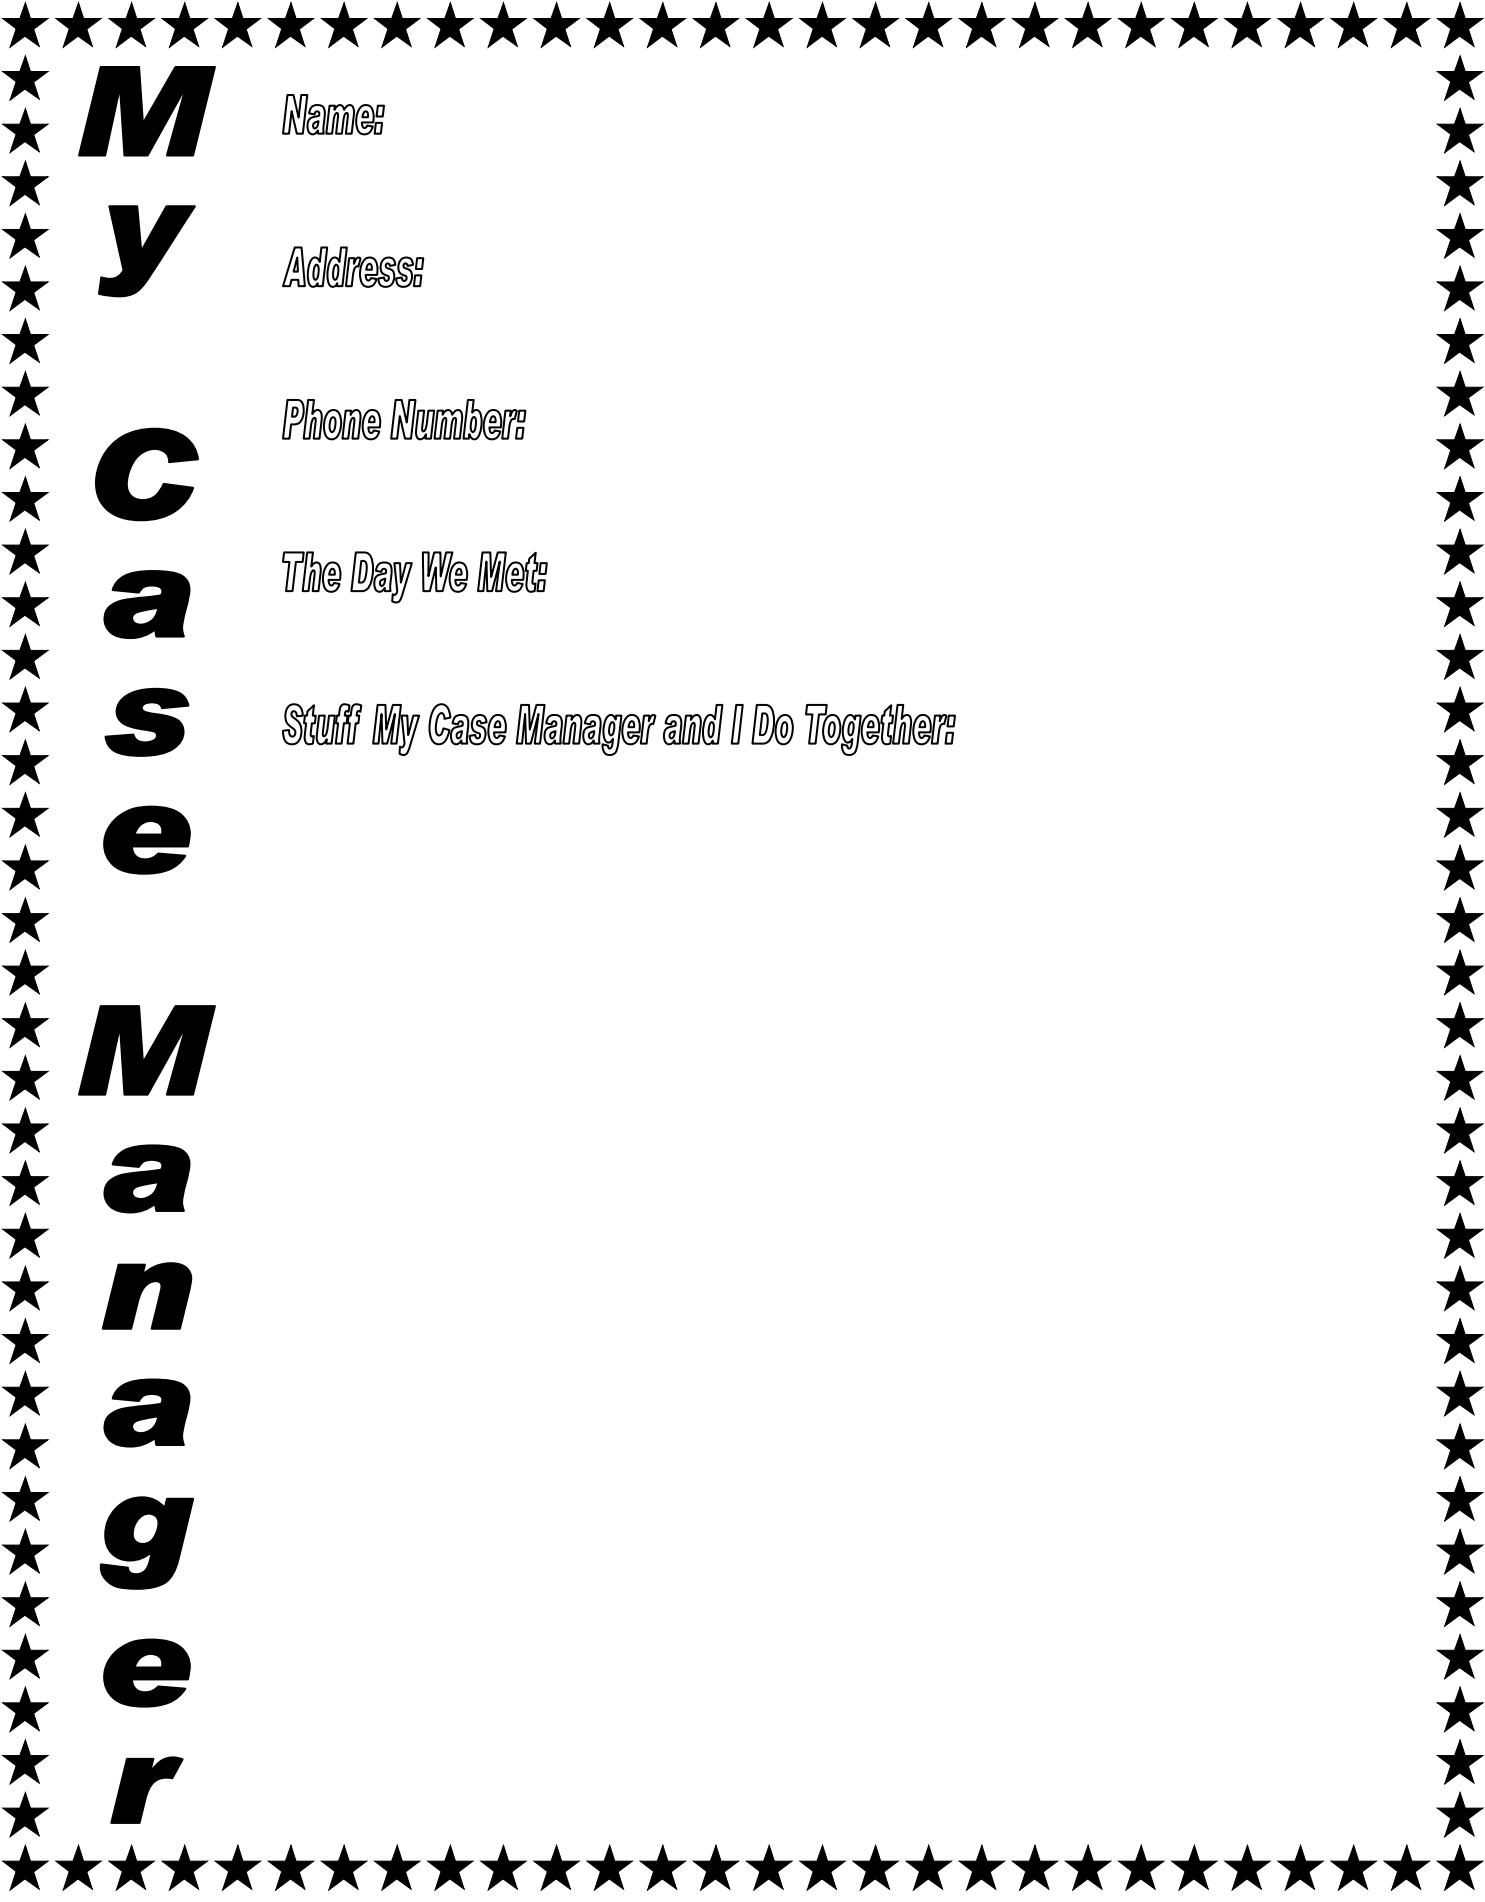 My Case Manager
Name:
Address:
Phone Number:
The Day We Met:
Stuff My Case Manager and I Do Together: